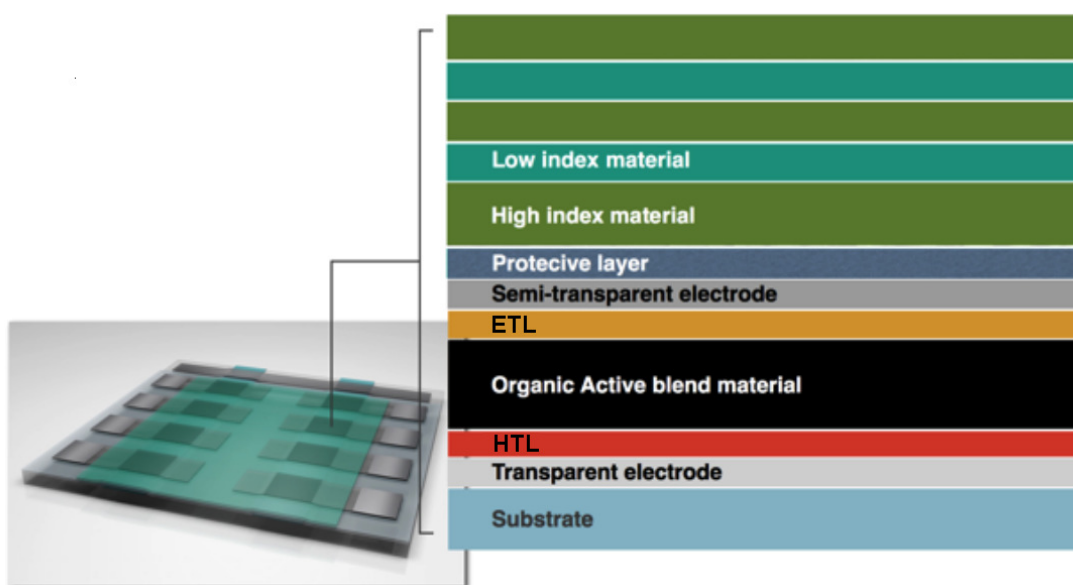 Low index material
High index material
Protecive layer
Semi-transparent electrode
ETL
Organic Active blend material
HTL
Transparent electrode
Substrate